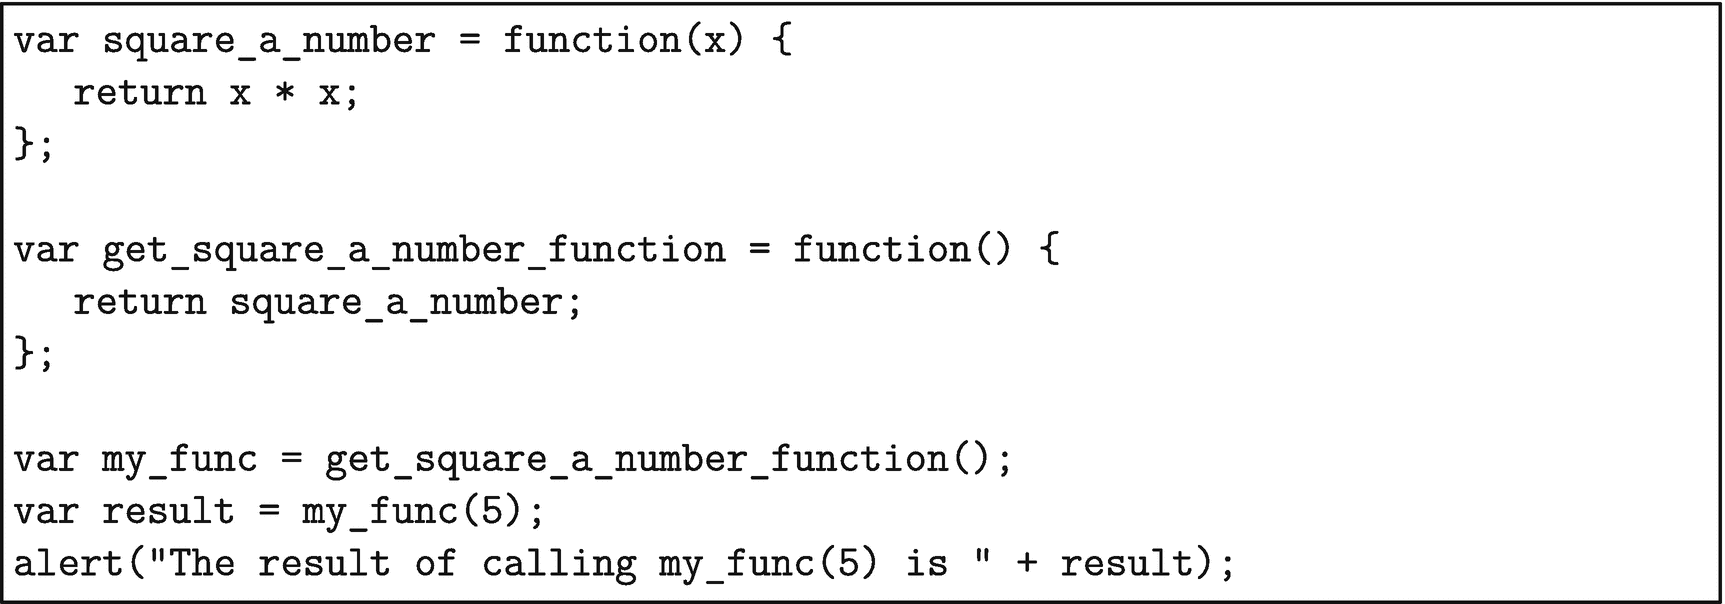 var square_a_number = function(x) {
   return x * x;
};

var get_square_a_number_function = function() {
   return square_a_number;
};

var my_func = get_square_a_number_function();
var result = my_func(5);
alert("The result of calling my_func(5) is " + result);